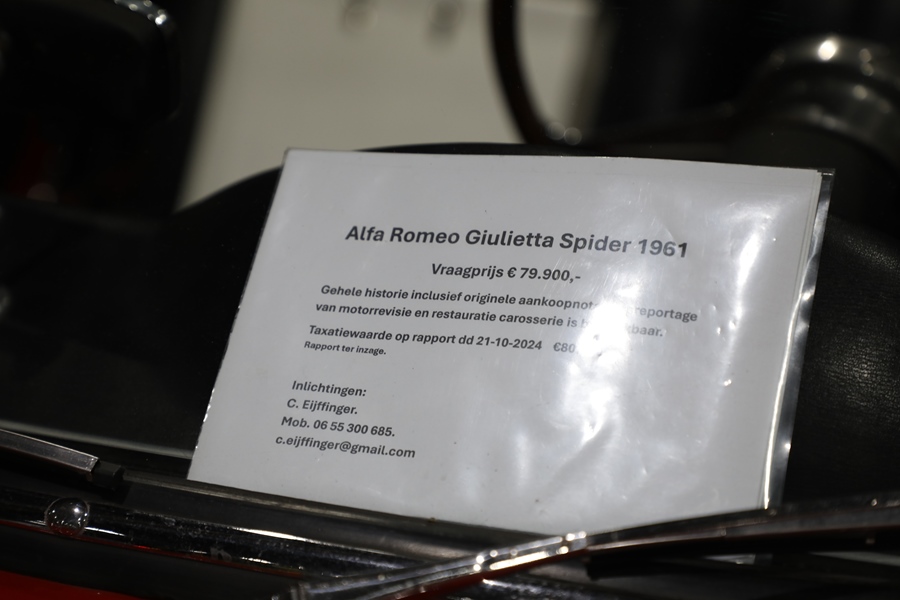 Alfa Romeo Giulietta Spider 1961
Vraagprijs € 79.900,-
Gehele historie inclusief originele aankoopnot reportage
van motorrevisie en restauratie carosserie is
Taxatiewaarde op rapport dd 21-10-2024 €80
Rapport ter inzage.
Inlichtingen:
C. Eijffinger.
Mob. 06 55 300 685.
c.eijffinger@gmail.com